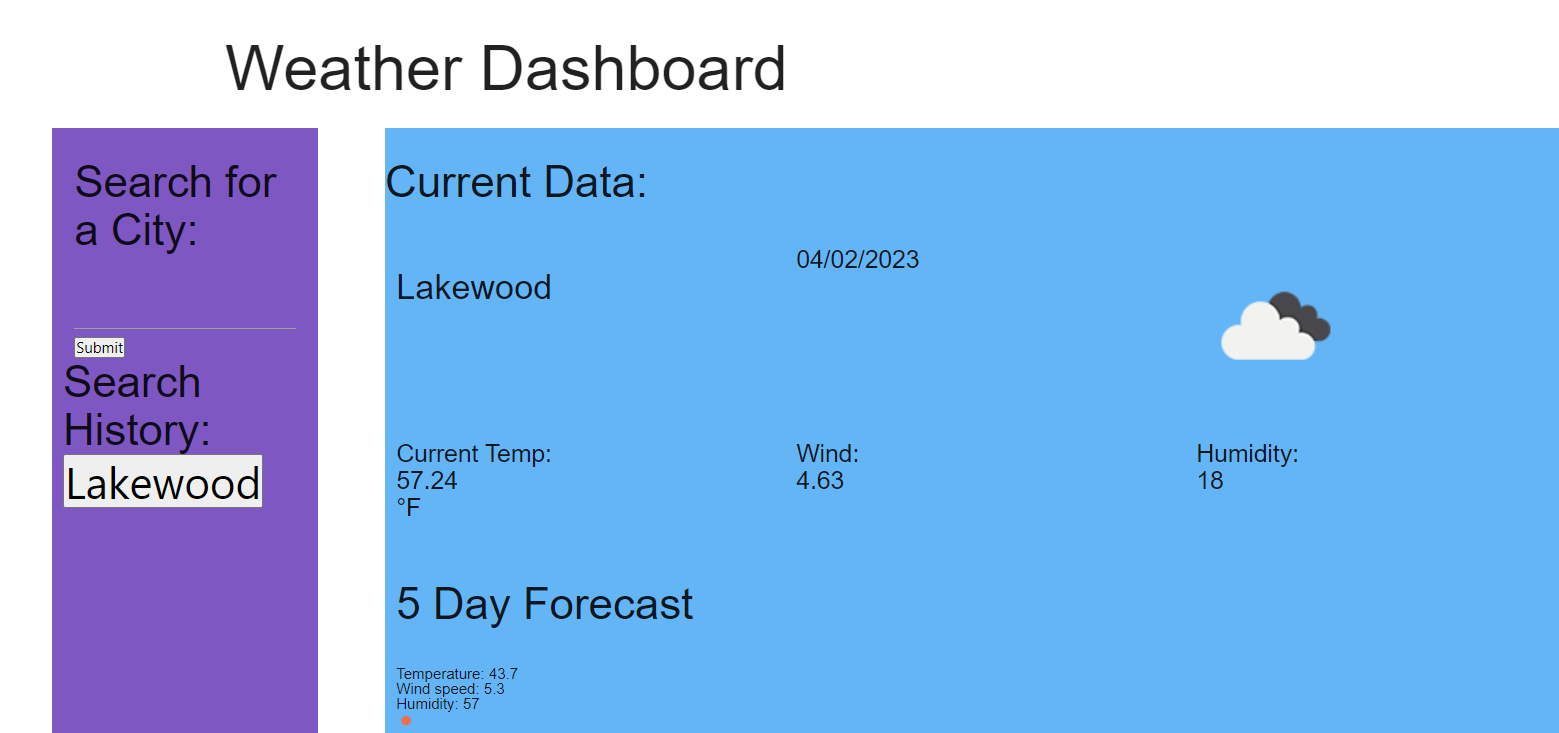 Weather Dashboard
Search for
a City:
Submit
Search
History:
Lakewood
Current Data:
Lakewood
04/02/2023
Current Temp:
57.24
°F
Wind:
4.63
Humidity:
18
5 Day Forecast
Temperature: 43.7
Wind speed: 5.3
Humidity: 57